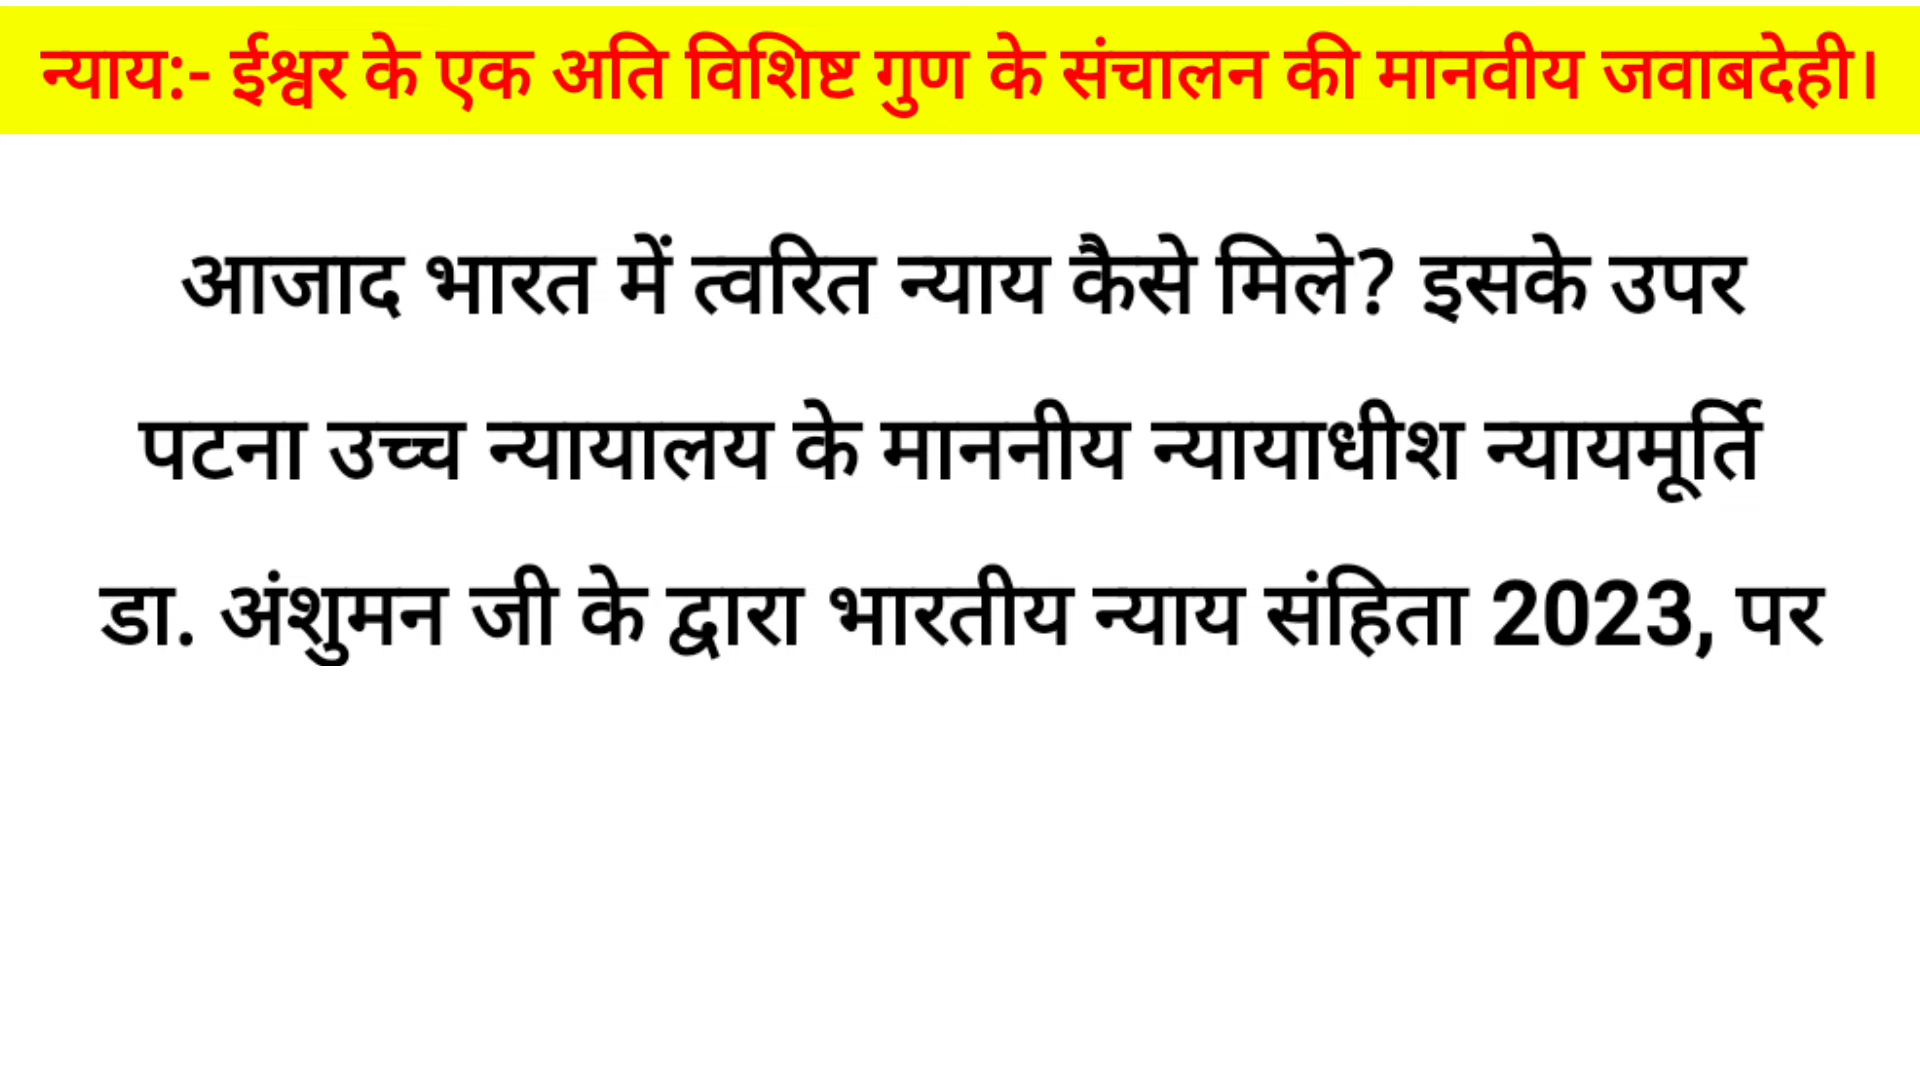 न्याय:- ईश्वर के एक अति विशिष्ट गुण के संचालन की मानवीय जवाबदेही।
आजाद भारत में त्वरित न्याय कैसे मिले? इसके उपर
पटना उच्च न्यायालय के माननीय न्यायाधीश न्यायमूर्ति
डा. अंशुमन जी के द्वारा भारतीय न्याय संहिता 2023, पर